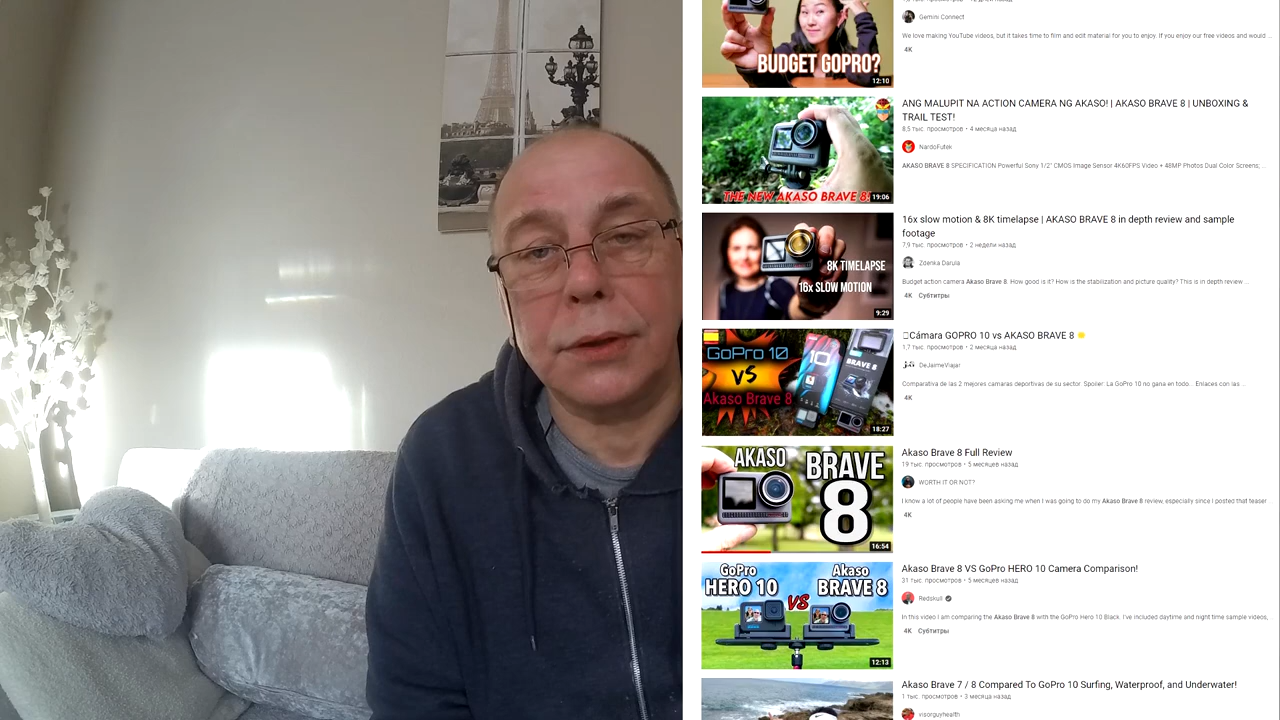 BUDGET GOPRO?
12:10
Gemini Connect
We love making YouTube videos, but it takes time to film and edit material for you to enjoy. If you enjoy our free videos and would ...
4K
THE NEW AKASO BRAVE 8
19:06
ANG MALUPIT NA ACTION CAMERA NG AKASO! | AKASO BRAVE 8 | UNBOXING &
TRAIL TEST!
8,5 тыс. просмотров • 4 месяца назад
NardoFutek
AKASO BRAVE 8 SPECIFICATION Powerful Sony 1/2" CMOS Image Sensor 4K60FPS Video + 48MP Photos Dual Color Screens; ...
8K TIMELAPSE
16x SLOW MOTION
9:29
16x slow motion & 8K timelapse | AKASO BRAVE 8 in depth review and sample
footage
7,9 тыс. просмотров • 2 недели назад
Zdenka Darula
Budget action camera Akaso Brave 8. How good is it? How is the stabilization and picture quality? This is in depth review ...
4K Субтитры
GoPro 10
VS
Akaso Brave 8
10
BRAVE 8
18:27
Cámara GOPRO 10 vs AKASO BRAVE 8
1,7 тыс. просмотров • 2 месяца назад
DeJaimeViajar
Comparativa de las 2 mejores camaras deportivas de su sector. Spoiler: La GoPro 10 no gana en todo... Enlaces con las ...
4K
AKASO BRAVE
8
16:54
Akaso Brave 8 Full Review
19 тыс. просмотров • 5 месяцев назад
WORTH IT OR NOT?
I know a lot of people have been asking me when I was going to do my Akaso Brave 8 review, especially since I posted that teaser
4K
GoPro HERO 10
VS
Akaso BRAVE 8
12:13
Akaso Brave 8 VS GoPro HERO 10 Camera Comparison!
31 тыс. просмотров • 5 месяцев назад
Redskull
In this video I am comparing the Akaso Brave 8 with the GoPro Hero 10 Black. I've included daytime and night time sample videos,
4K Субтитры
Akaso Brave 7 / 8 Compared To GoPro 10 Surfing, Waterproof, and Underwater!
1 тыс. просмотров • 3 месяца назад
visorguyhealth